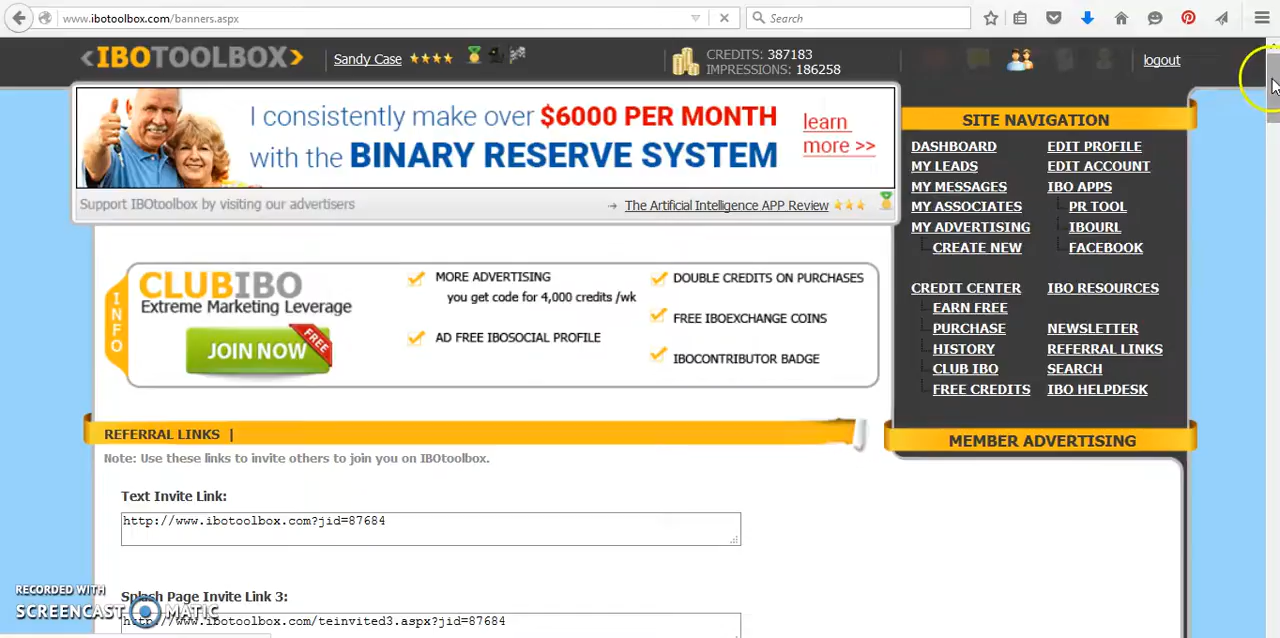 www.ibotoolbox.com/banners.aspx
Search
<IBOTOOLBOX>
Sandy Case
CREDITS: 387183
IMPRESSIONS: 186258
logout
I consistently make over $6000 PER MONTH
with the BINARY RESERVE SYSTEM
learn
more >>
Support IBOtoolbox by visiting our advertisers
The Artificial Intelligence APP Review
SITE NAVIGATION
DASHBOARD
MY LEADS
MY MESSAGES
MY ASSOCIATES
MY ADVERTISING
CREATE NEW
CREDIT CENTER
EARN FREE
PURCHASE
HISTORY
CLUB IBO
FREE CREDITS
EDIT PROFILE
EDIT ACCOUNT
IBO APPS
PR TOOL
IBOURL
FACEBOOK
IBO RESOURCES
NEWSLETTER
REFERRAL LINKS
SEARCH
IBO HELPDESK
INFO
CLUBIBO
Extreme Marketing Leverage
JOIN NOW
FREE
MORE ADVERTISING
you get code for 4,000 credits /wk
AD FREE IBOSOCIAL PROFILE
DOUBLE CREDITS ON PURCHASES
FREE IBOEXCHANGE COINS
IBOCONTRIBUTOR BADGE
MEMBER ADVERTISING
REFERRAL LINKS |
Note: Use these links to invite others to join you on IBOtoolbox.
Text Invite Link:
http://www.ibotoolbox.com?jid=87684
Splash Page Invite Link 3:
http://www.ibotoolbox.com/teinvited3.aspx?jid=87684
RECORDED WITH
SCREENCAST MATIC